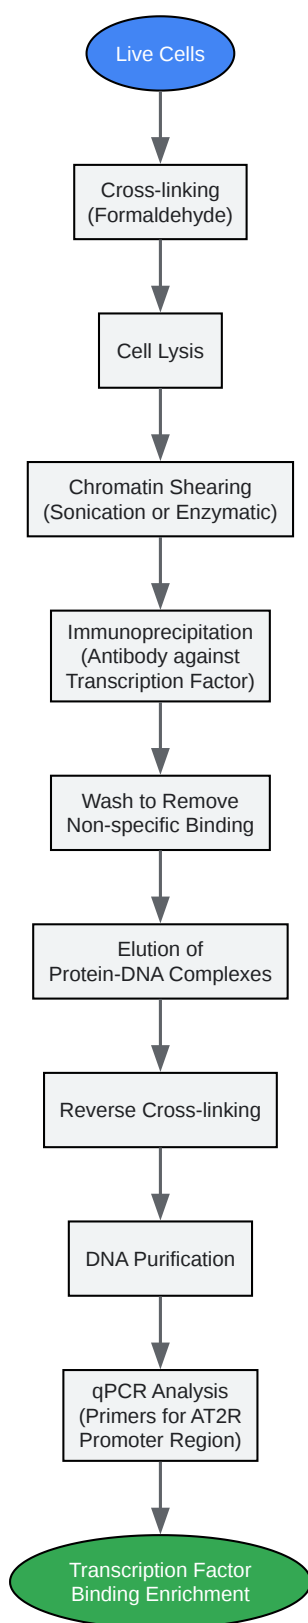 Live Cells
Cross-linking
(Formaldehyde)
Cell Lysis
Chromatin Shearing
(Sonication or Enzymatic)
Immunoprecipitation
(Antibody against
Transcription Factor)
Wash to Remove
Non-specific Binding
Elution of
Protein-DNA Complexes
Reverse Cross-linking
DNA Purification
qPCR Analysis
(Primers for AT2R
Promoter Region)
Transcription Factor
Binding Enrichment